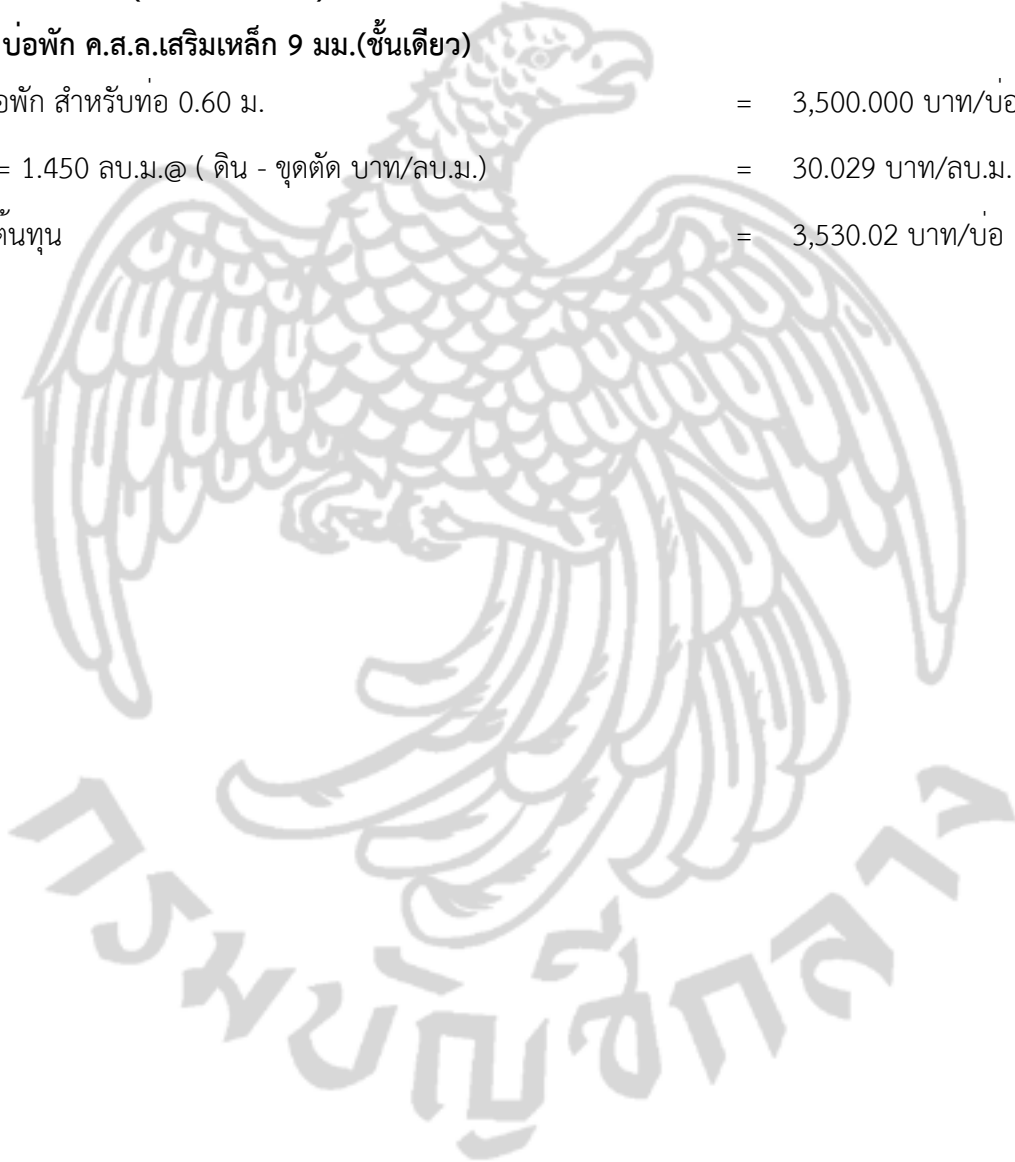 บ่อพัก ค.ส.ล.เสริมเหล็ก 9 มม.(ชั้นเดียว)
อพัก สำหรับท่อ 0.60 ม. = 3,500.000 บาท/บ่อ
= 1.450 ลบ.ม.@ ( ดิน - ขุดตัด บาท/ลบ.ม.) = 30.029 บาท/ลบ.ม.
ต้นทุน = 3,530.02 บาท/บ่อ
กรมบัญชีกลาง